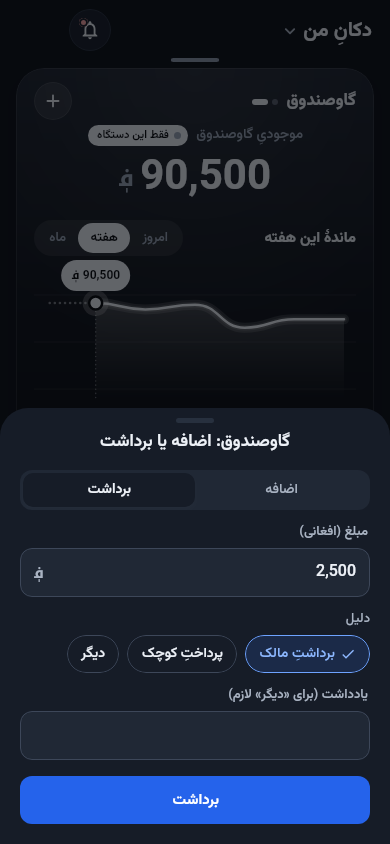 دکانِ من
گاوصندوق
موجودیِ گاوصندوق فقط این دستگاه
90,500 ؋
ماندهٔ این هفته امروز هفته ماه
90,500 ؋
گاوصندوق: اضافه یا برداشت
اضافه برداشت
مبلغ (افغانی)
2,500 ؋
دلیل
برداشتِ مالک پرداختِ کوچک دیگر
یادداشت (برای «دیگر» لازم)
برداشت